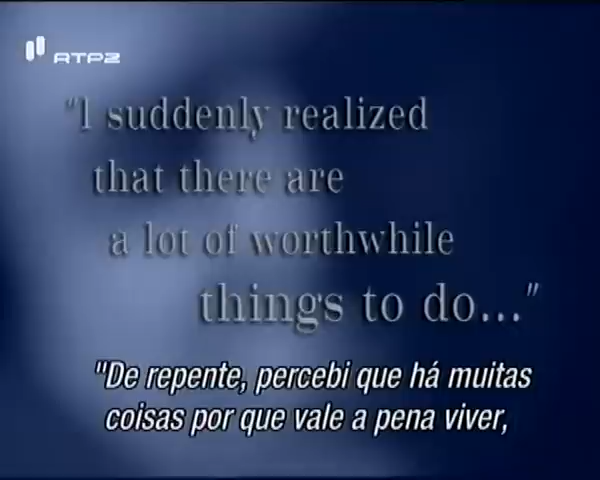 RTP2
"I suddenly realized
that there are
a lot of worthwhile
things to do..."
"De repente, percebi que há muitas
coisas por que vale a pena viver,